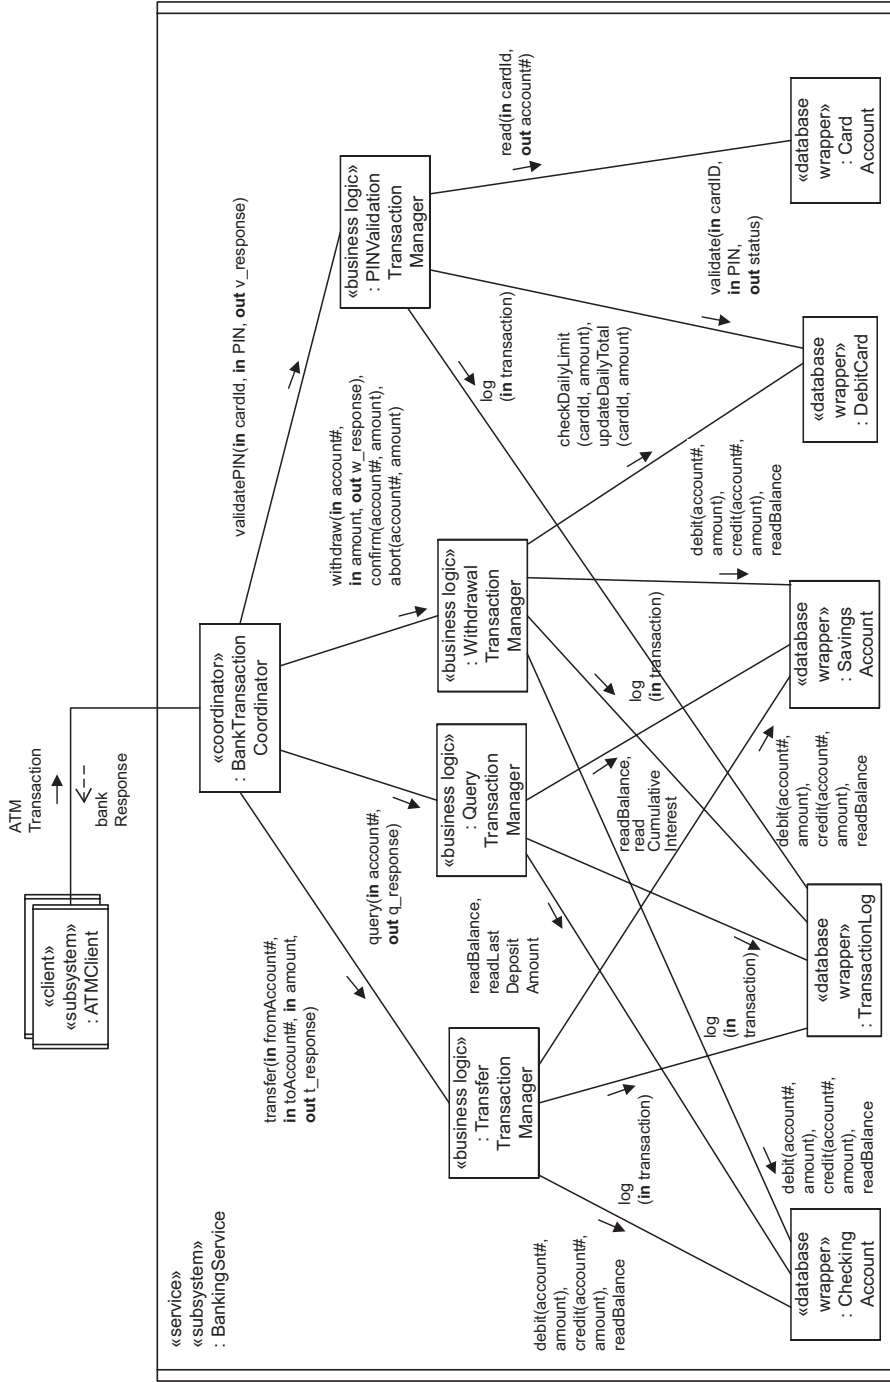 ATM
Transaction
bank
Response
«client»
«subsystem»
: ATMClient
«service»
«subsystem»
: BankingService
«coordinator»
: BankTransaction
Coordinator
transfer(in fromAccount#,
in toAccount#, in amount,
out t_response)
query(in account#,
out q_response)
withdraw(in account#,
in amount, out w_response),
confirm(account#, amount),
abort(account#, amount)
validatePIN(in cardId, in PIN, out v_response)
«business logic»
: Transfer
Transaction
Manager
«business logic»
: Query
Transaction
Manager
«business logic»
: Withdrawal
Transaction
Manager
«business logic»
: PINValidation
Transaction
Manager
debit(account#,
amount),
credit(account#,
amount),
readBalance
log
(in transaction)
readBalance,
readLast
Deposit
Amount
log
(in
transaction)
readBalance,
read
Cumulative
Interest
log
(in transaction)
log
(in transaction)
checkDailyLimit
(cardId, amount),
updateDailyTotal
(cardId, amount)
read(in cardId,
out account#)
validate(in cardID,
in PIN,
out status)
debit(account#,
amount),
credit(account#,
amount),
readBalance
debit(account#,
amount),
credit(account#,
amount),
readBalance
debit(account#,
amount),
credit(account#,
amount),
readBalance
«database
wrapper»
: Checking
Account
«database
wrapper»
: TransactionLog
«database
wrapper»
: Savings
Account
«database
wrapper»
: DebitCard
«database
wrapper»
: Card
Account